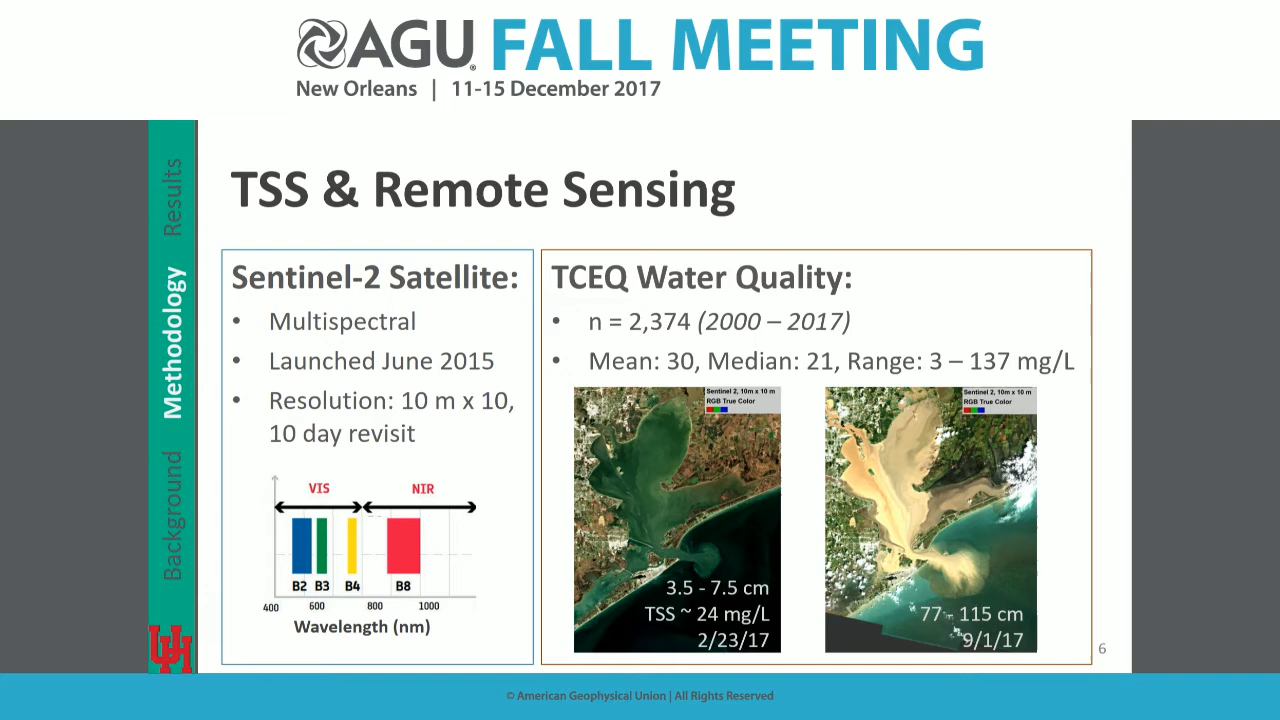 AGU FALL MEETING
New Orleans | 11-15 December 2017
Results
Methodology
Background
TSS & Remote Sensing
Sentinel-2 Satellite:
• Multispectral
• Launched June 2015
• Resolution: 10 m x 10,
10 day revisit
VIS NIR
B2 B3 B4 B8
400 600 800 1000
Wavelength (nm)
TCEQ Water Quality:
• n = 2,374 (2000 – 2017)
• Mean: 30, Median: 21, Range: 3 – 137 mg/L
Sentinel 2, 10m x 10 m
RGB True Color
3.5 - 7.5 cm
TSS ~ 24 mg/L
2/23/17
Sentinel 2, 10m x 10 m
RGB True Color
77 - 115 cm
9/1/17
UH
6
© American Geophysical Union | All Rights Reserved